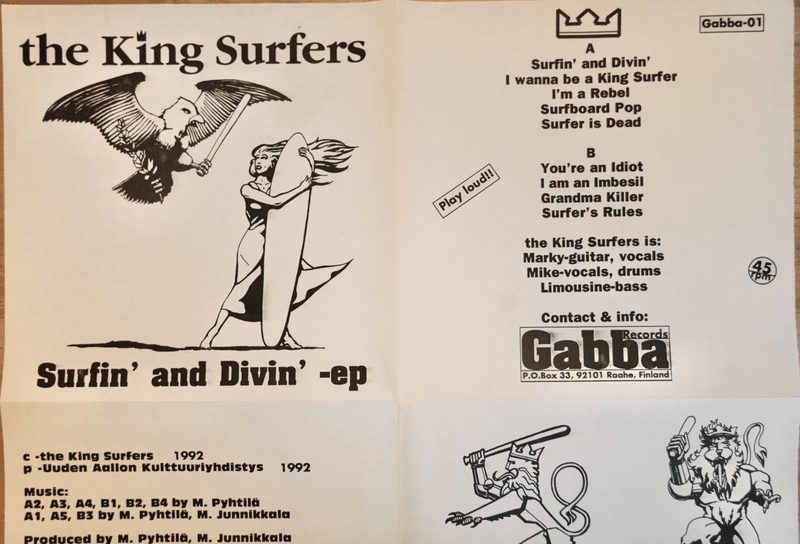 the King Surfers
Surfin' and Divin' -ep
Gabba-01
A
Surfin' and Divin'
I wanna be a King Surfer
I'm a Rebel
Surfboard Pop
Surfer is Dead
B
You're an Idiot
I am an Imbesil
Grandma Killer
Surfer's Rules
Play loud!!
the King Surfers is:
Marky-guitar, vocals
Mike-vocals, drums
Limousine-bass
45
rpm
Contact & info:
Gabba Records
P.O.Box 33, 92101 Raahe, Finland
c -the King Surfers 1992
p -Uuden Aallon Kulttuuriyhdistys 1992
Music:
A2, A3, A4, B1, B2, B4 by M. Pyhtilä
A1, A5, B3 by M. Pyhtilä, M. Junnikkala
Produced by M. Pyhtilä, M. Junnikkala